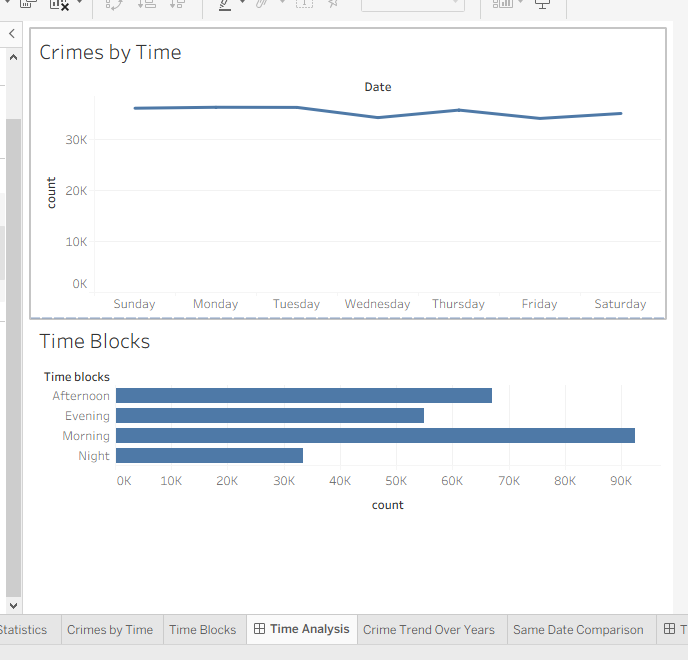 Crimes by Time
Date
30K
20K
10K
0K
count
Sunday Monday Tuesday Wednesday Thursday Friday Saturday
Time Blocks
Time blocks
Afternoon
Evening
Morning
Night
0K 10K 20K 30K 40K 50K 60K 70K 80K 90K
count
Statistics Crimes by Time Time Blocks Time Analysis Crime Trend Over Years Same Date Comparison T